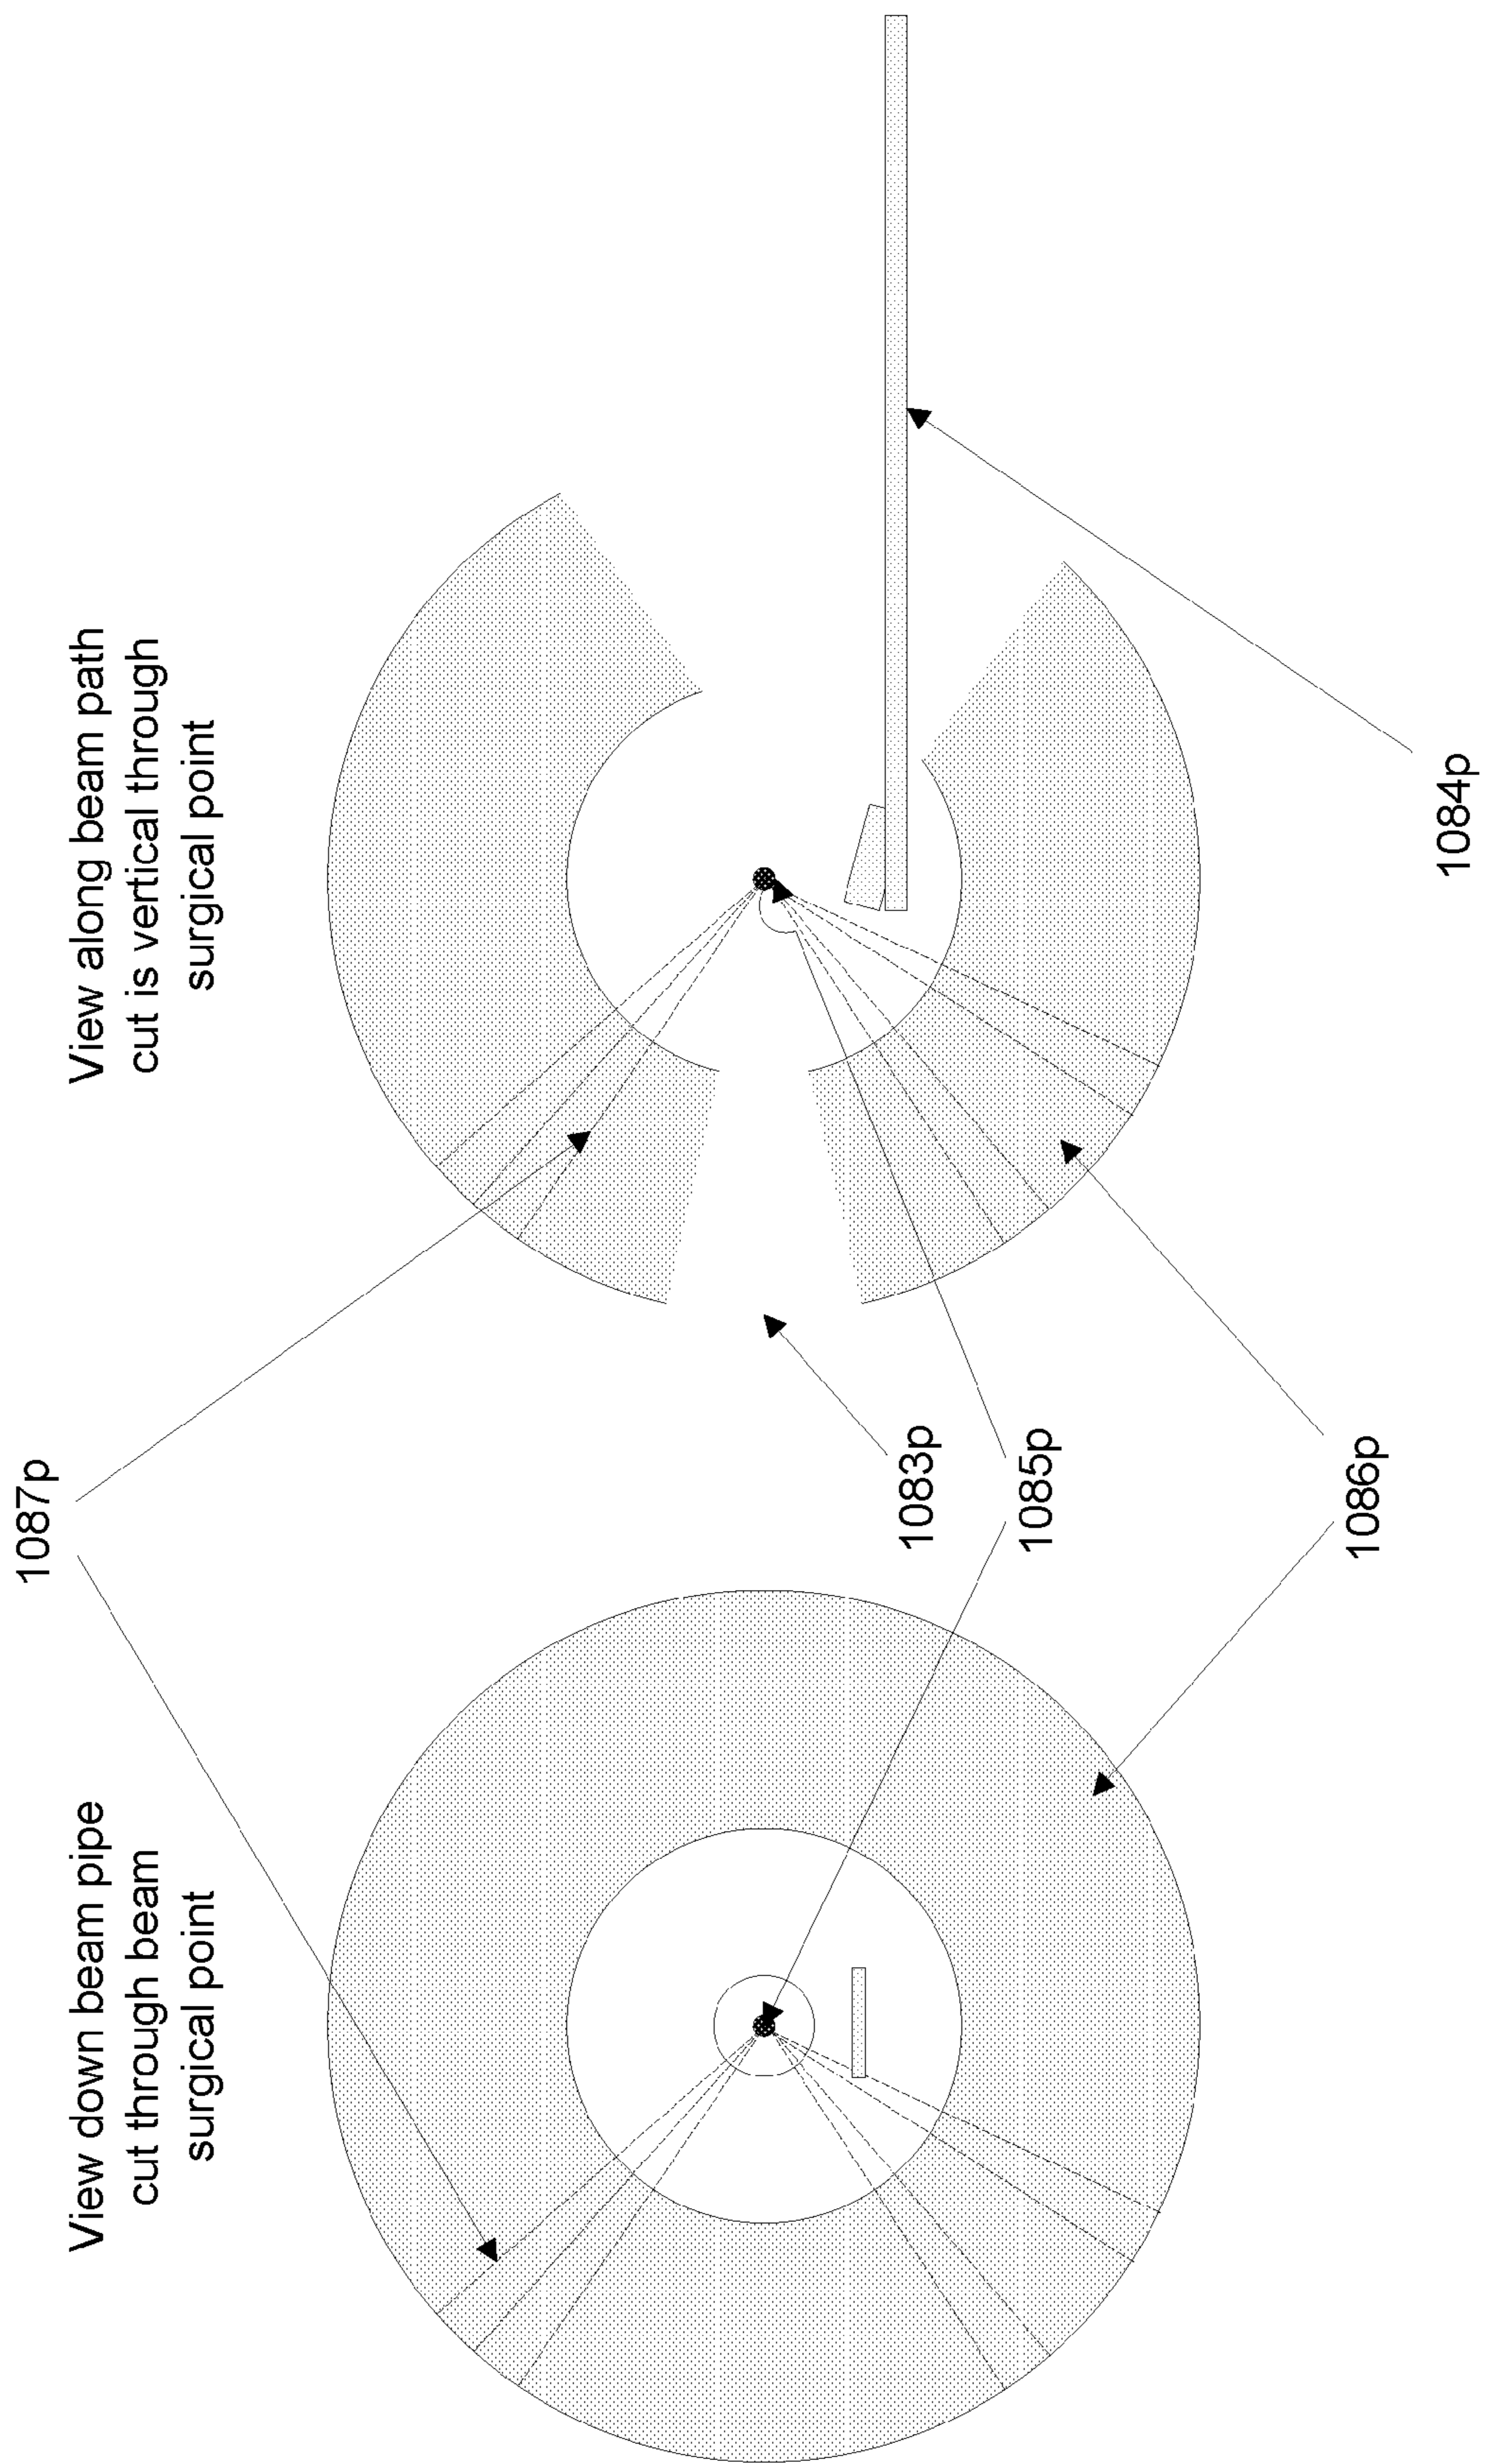 View down beam pipe
cut through beam
surgical point
View along beam path
cut is vertical through
surgical point
1087p
1083p
1085p
1086p
1084p